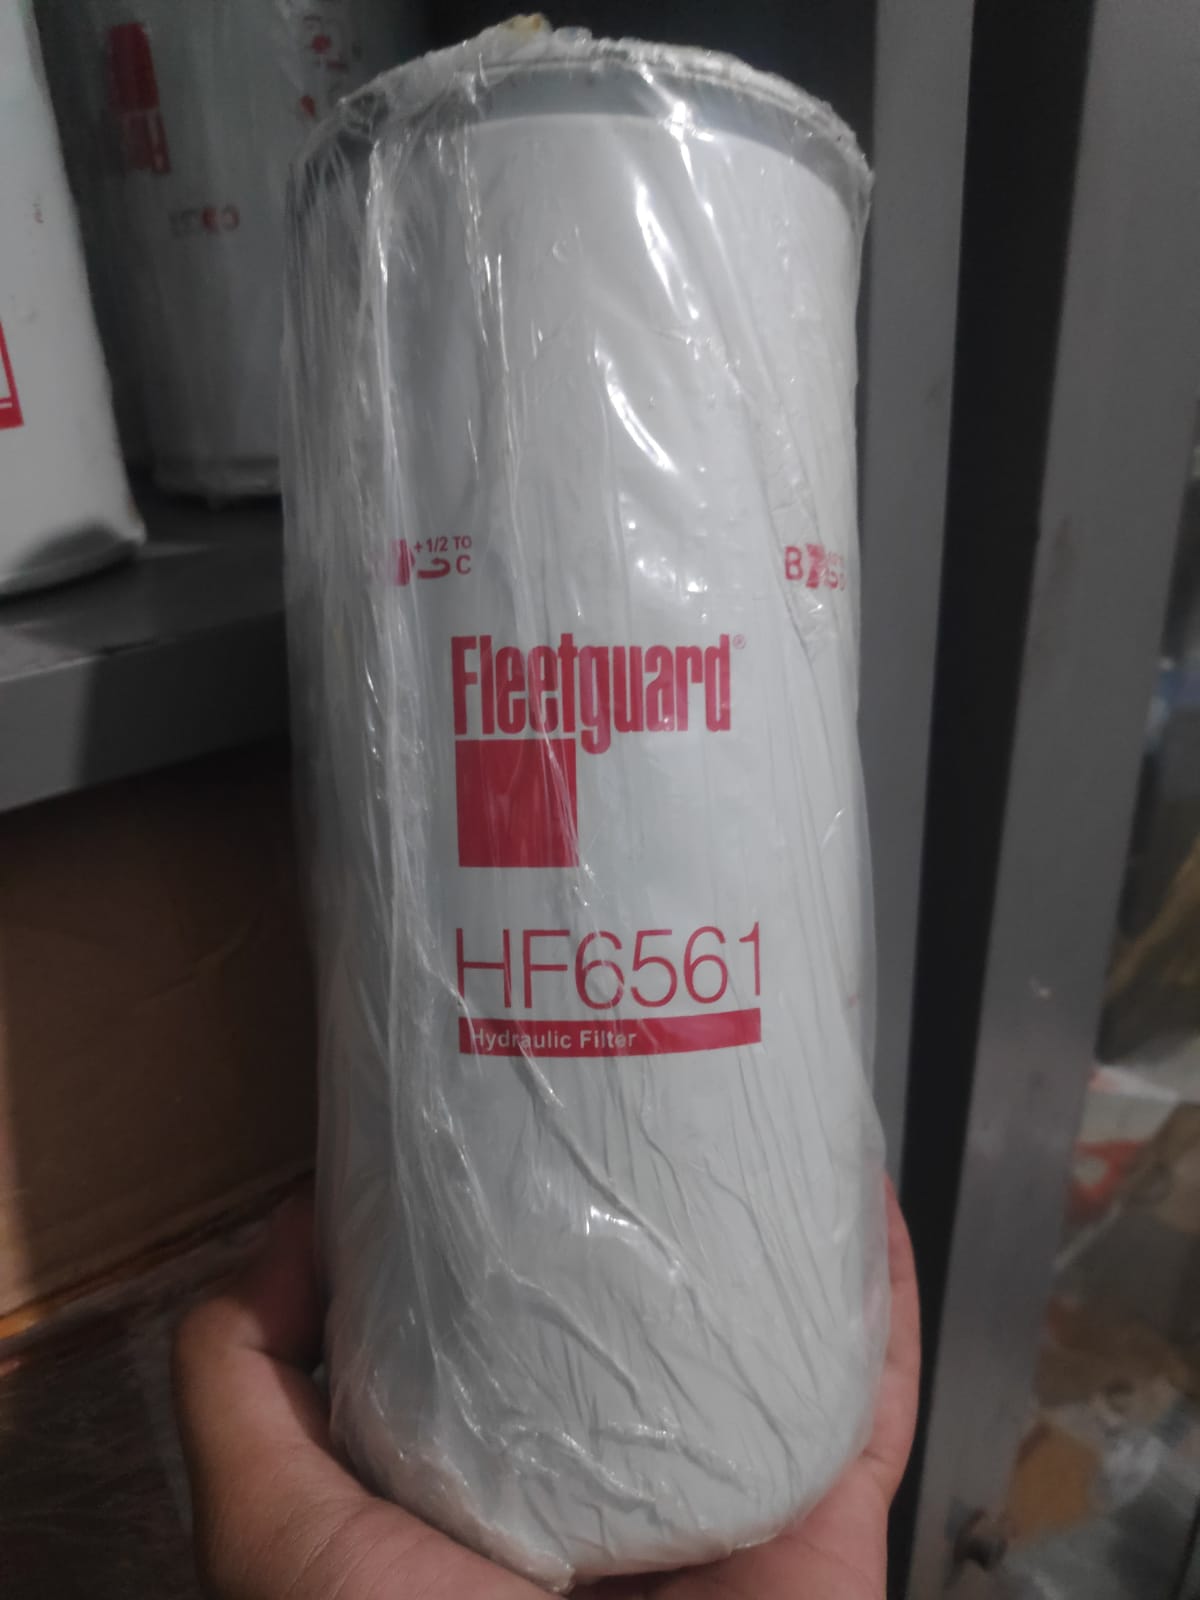 +1/2 TO
C
B
Fleetguard®
HF6561
Hydraulic Filter